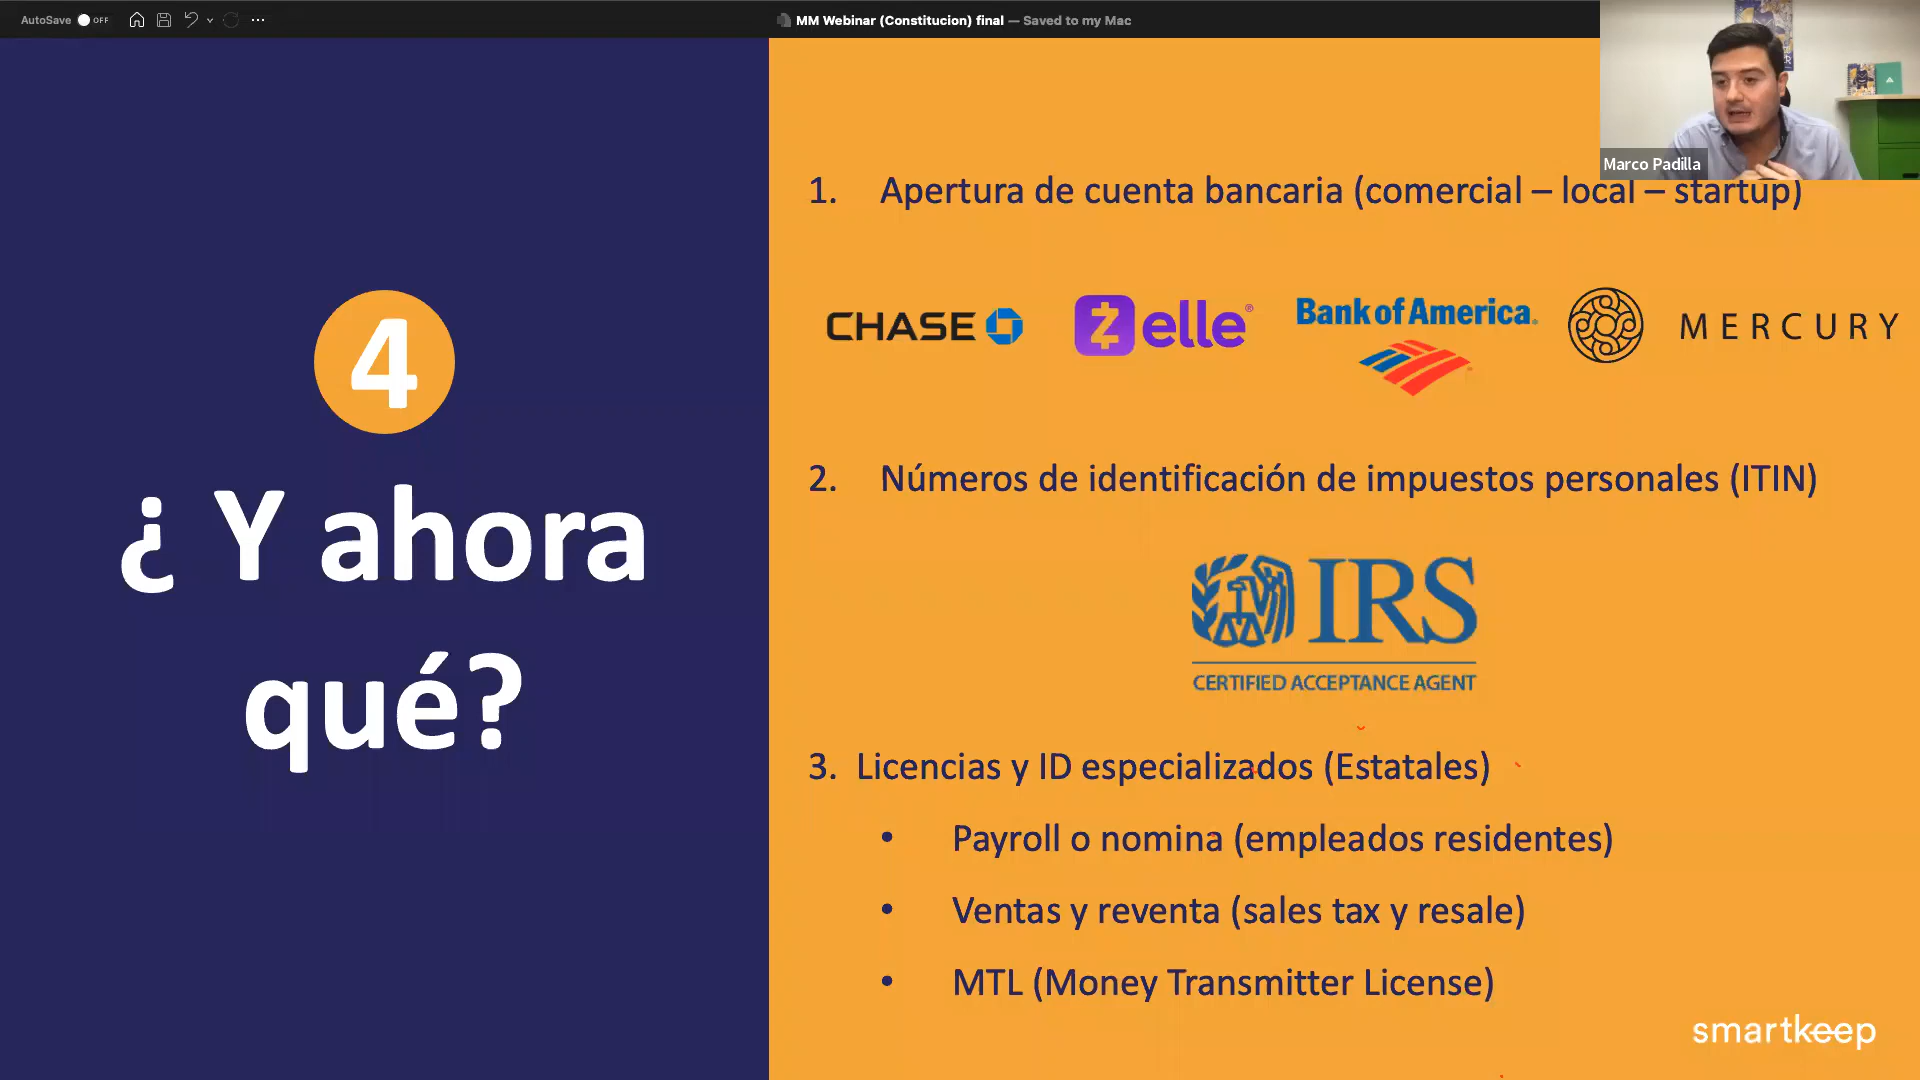 AutoSave OFF
MM Webinar (Constitucion) final — Saved to my Mac
Marco Padilla
4
¿ Y ahora
qué?
1. Apertura de cuenta bancaria (comercial – local – startup)
CHASE
Zelle®
Bank of America.
MERCURY
2. Números de identificación de impuestos personales (ITIN)
IRS
CERTIFIED ACCEPTANCE AGENT
3. Licencias y ID especializados (Estatales)
• Payroll o nomina (empleados residentes)
• Ventas y reventa (sales tax y resale)
• MTL (Money Transmitter License)
smartkeep